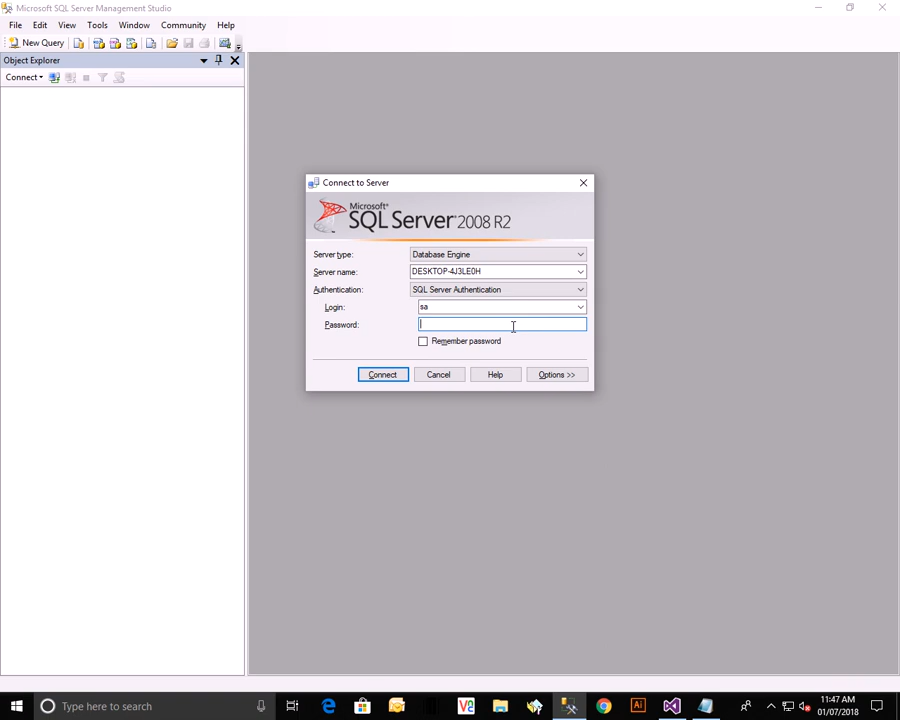 Microsoft SQL Server Management Studio
File Edit View Tools Window Community Help
New Query
Object Explorer
Connect
Connect to Server
Microsoft®
SQL Server® 2008 R2
Server type: Database Engine
Server name: DESKTOP-4J3LE0H
Authentication: SQL Server Authentication
Login: sa
Password:
Remember password
Connect Cancel Help Options >>
Type here to search
Ai
11:47 AM
01/07/2018